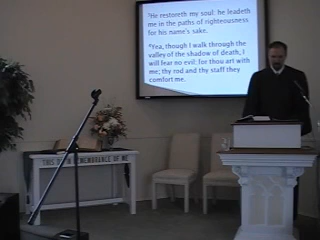 ³He restoreth my soul: he leadeth
me in the paths of righteousness
for his name's sake.
⁴Yea, though I walk through the
valley of the shadow of death, I
will fear no evil: for thou art with
me; thy rod and thy staff they
comfort me.
THIS DO IN REMEMBRANCE OF ME